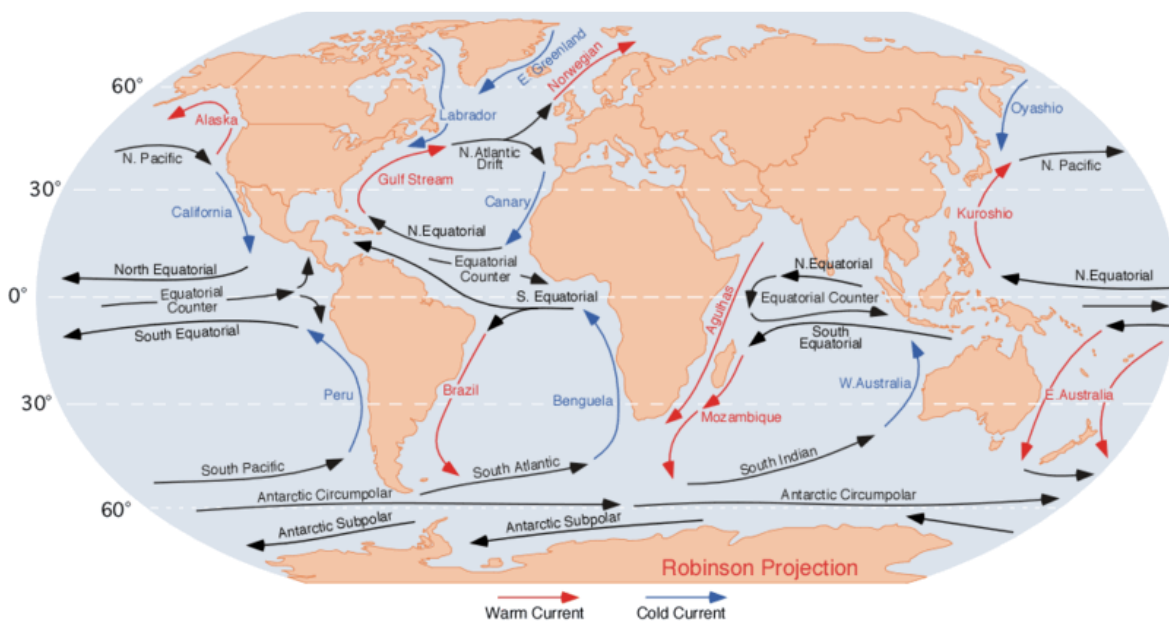 60°
30°
0°
30°
60°
E. Greenland
Norwegian
Labrador
Alaska
N. Pacific
N.Atlantic
Drift
Gulf Stream
California
Canary
N.Equatorial
Equatorial
Counter
North Equatorial
Equatorial
Counter
South Equatorial
S. Equatorial
Peru
Brazil
Benguela
South Pacific
South Atlantic
Antarctic Circumpolar
Antarctic Subpolar
Antarctic Subpolar
Oyashio
N. Pacific
Kuroshio
N.Equatorial
Equatorial Counter
South
Equatorial
Agulhas
Mozambique
W.Australia
N.Equatorial
E.Australia
South Indian
Antarctic Circumpolar
Robinson Projection
Warm Current
Cold Current